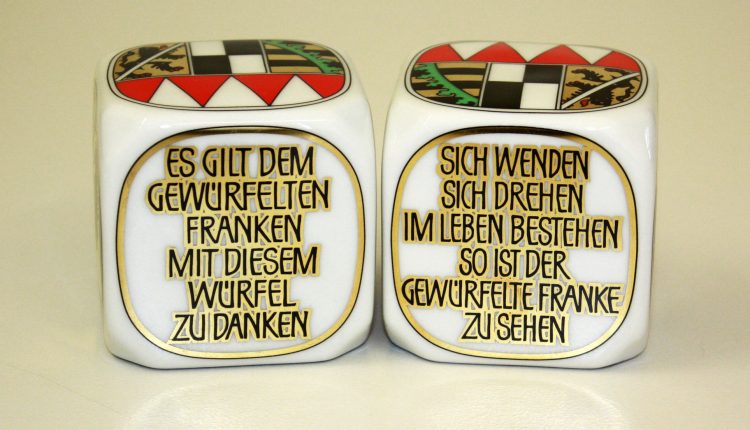 ES GILT DEM
GEWÜRFELTEN
FRANKEN
MIT DIESEM
WÜRFEL
ZU DANKEN
SICH WENDEN
SICH DREHEN
IM LEBEN BESTEHEN
SO IST DER
GEWÜRFELTE FRANKE
ZU SEHEN